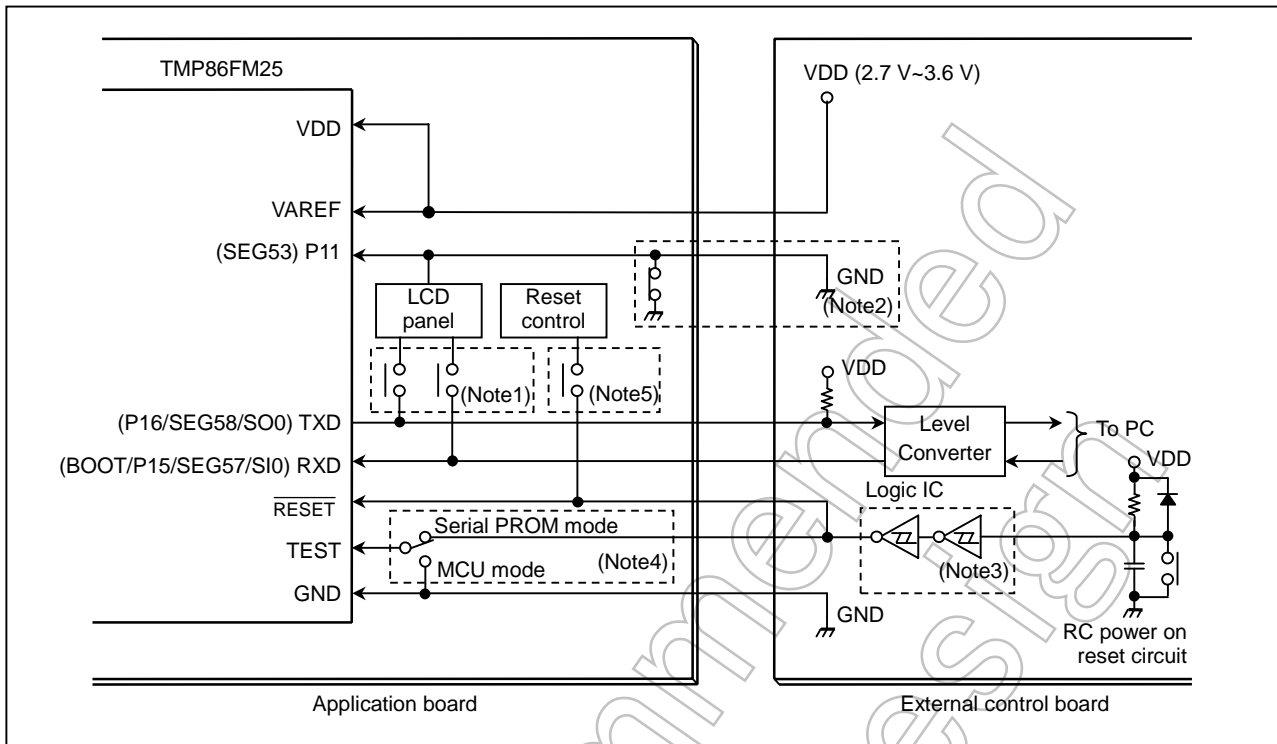 TMP86FM25
VDD (2.7 V~3.6 V)
VDD
VAREF
(SEG53) P11
GND
(Note2)
LCD
panel
Reset
control
(Note1)
(Note5)
VDD
(P16/SEG58/SO0) TXD
Level
Converter
To PC
(BOOT/P15/SEG57/SI0) RXD
VDD
Logic IC
RESET
Serial PROM mode
TEST
(Note4)
(Note3)
MCU mode
GND
GND
RC power on
reset circuit
Application board
External control board